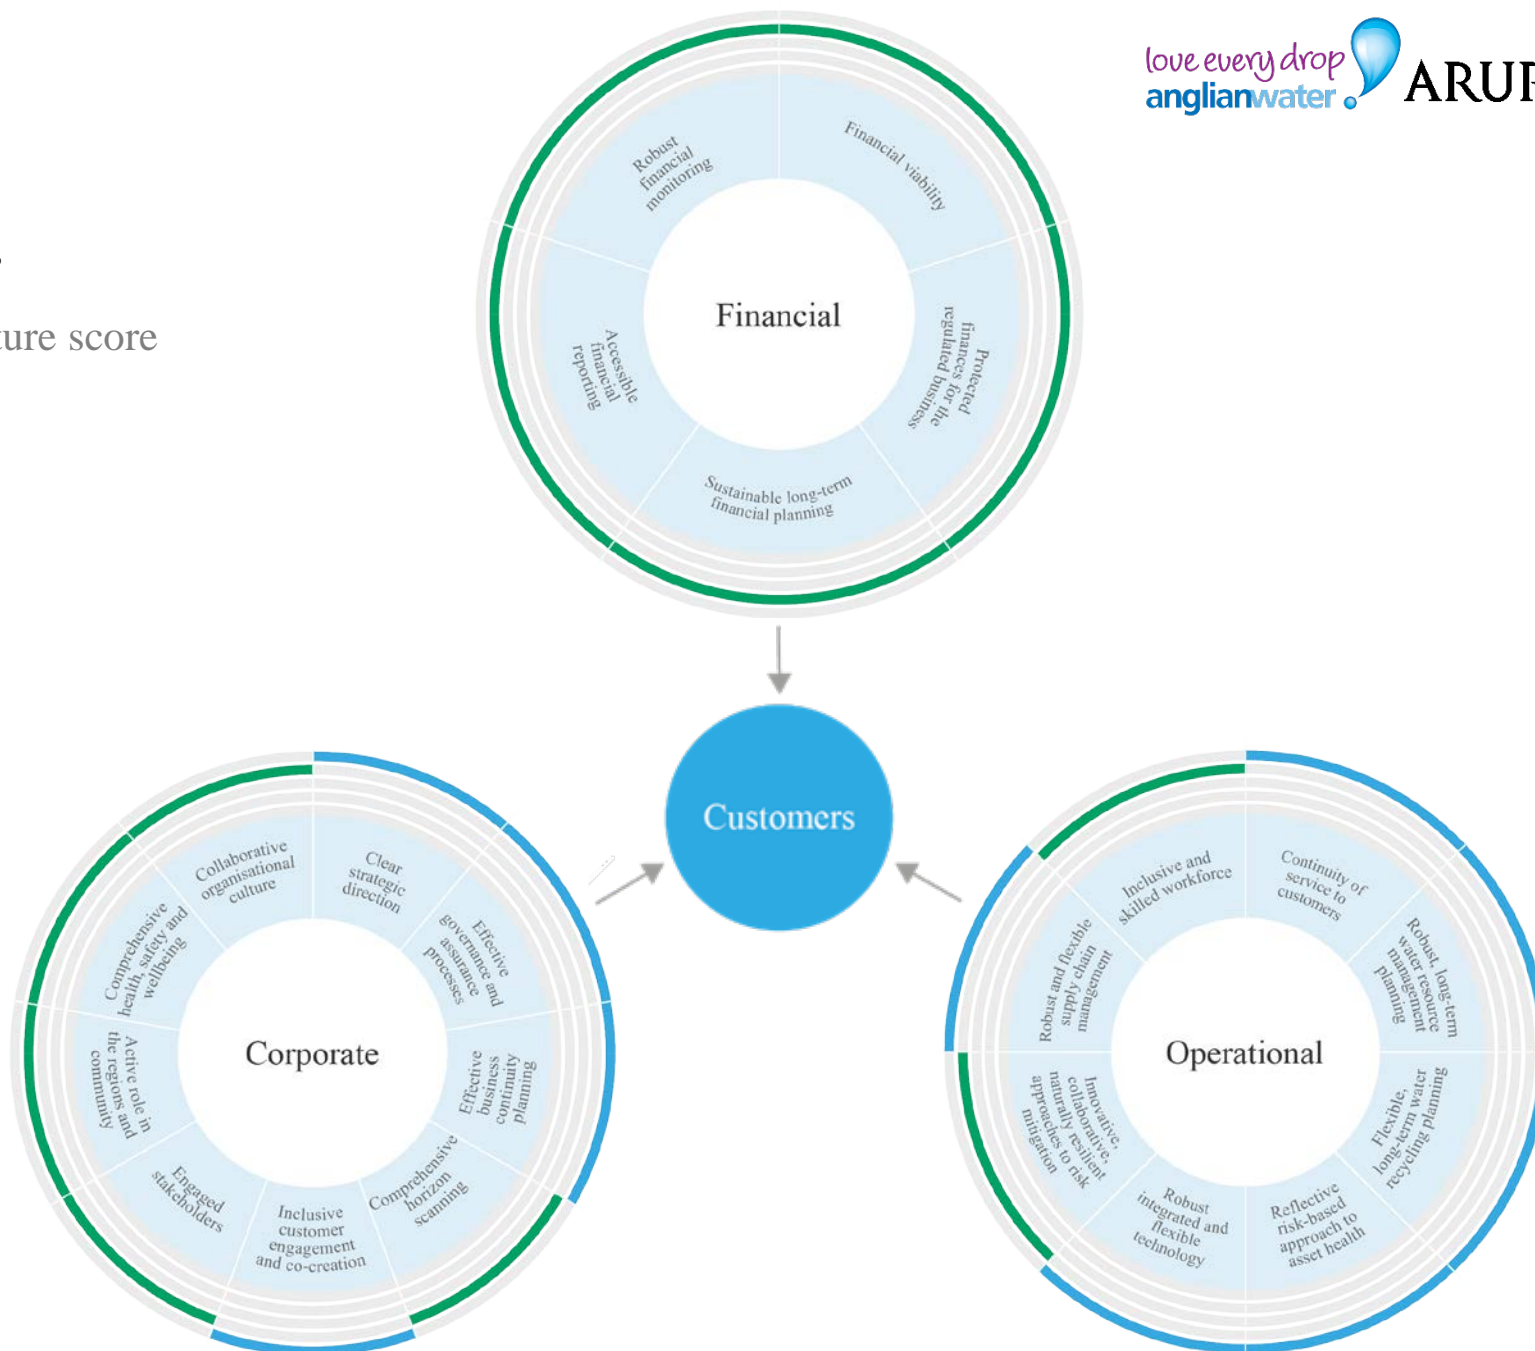 love every drop
anglianwater
ture score
Financial viability
Protected
finances for the
regulated business
Sustainable long-term
financial planning
Accessible
financial
reporting
Robust
financial
monitoring
Financial
Customers
Clear
strategic
direction
Effective
governance and
assurance
processes
Effective
business
continuity
planning
Comprehensive
horizon
scanning
Inclusive
customer
engagement
and co-creation
Engaged
stakeholders
Active role in
the regions and
community
Comprehensive
health, safety and
wellbeing
Collaborative
organisational
culture
Corporate
Continuity of
service to
customers
Robust, long-term
water resource
management
planning
Flexible,
long-term water
recycling planning
Reflective
risk-based
approach to
asset health
Robust
integrated and
flexible
technology
Innovative,
collaborative,
naturally resilient
approaches to risk
mitigation
Robust and flexible
supply chain
management
Inclusive and
skilled workforce
Operational